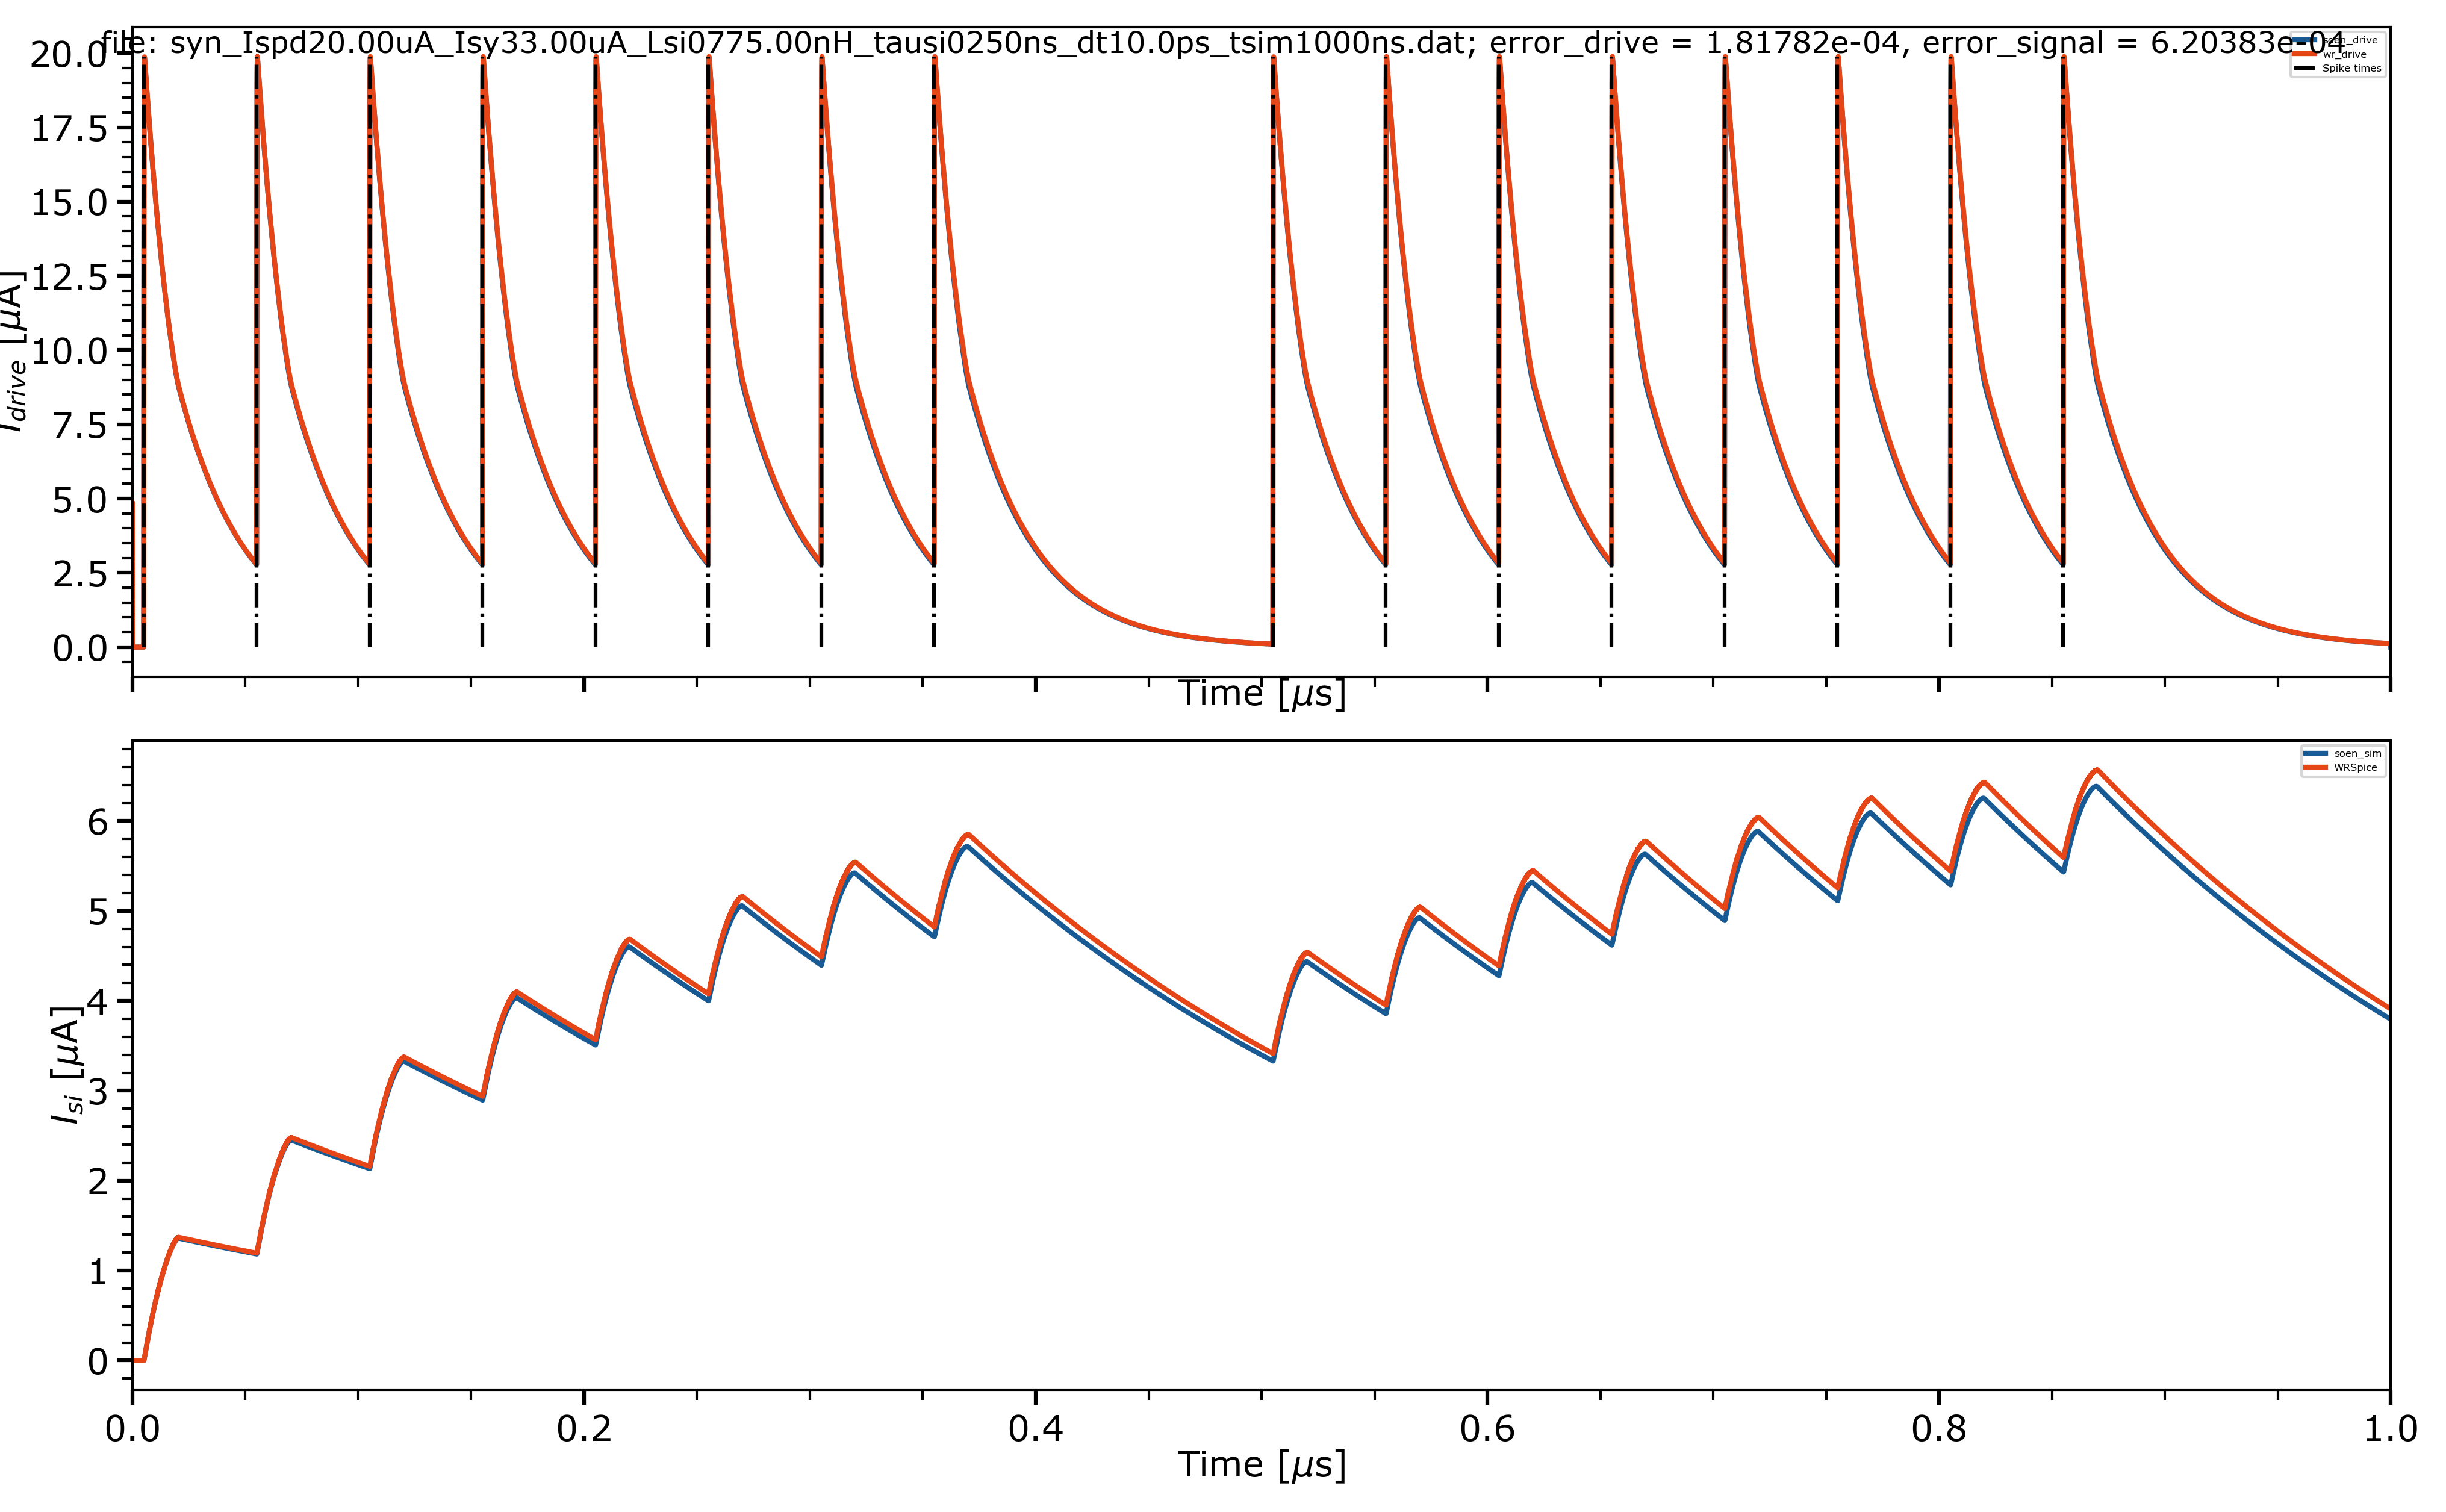 file: syn_Ispd20.00uA_Isy33.00uA_Lsi0775.00nH_tausi0250ns_dt10.0ps_tsim1000ns.dat; error_drive = 1.81782e-04, error_signal = 6.20383e-04
soen_drive
wr_drive
Spike times
20.0
17.5
15.0
12.5
10.0
7.5
5.0
2.5
0.0
I_drive [μA]
Time [μs]
soen_sim
WRSpice
6
5
4
3
2
1
0
I_si [μA]
0.0 0.2 0.4 0.6 0.8 1.0
Time [μs]